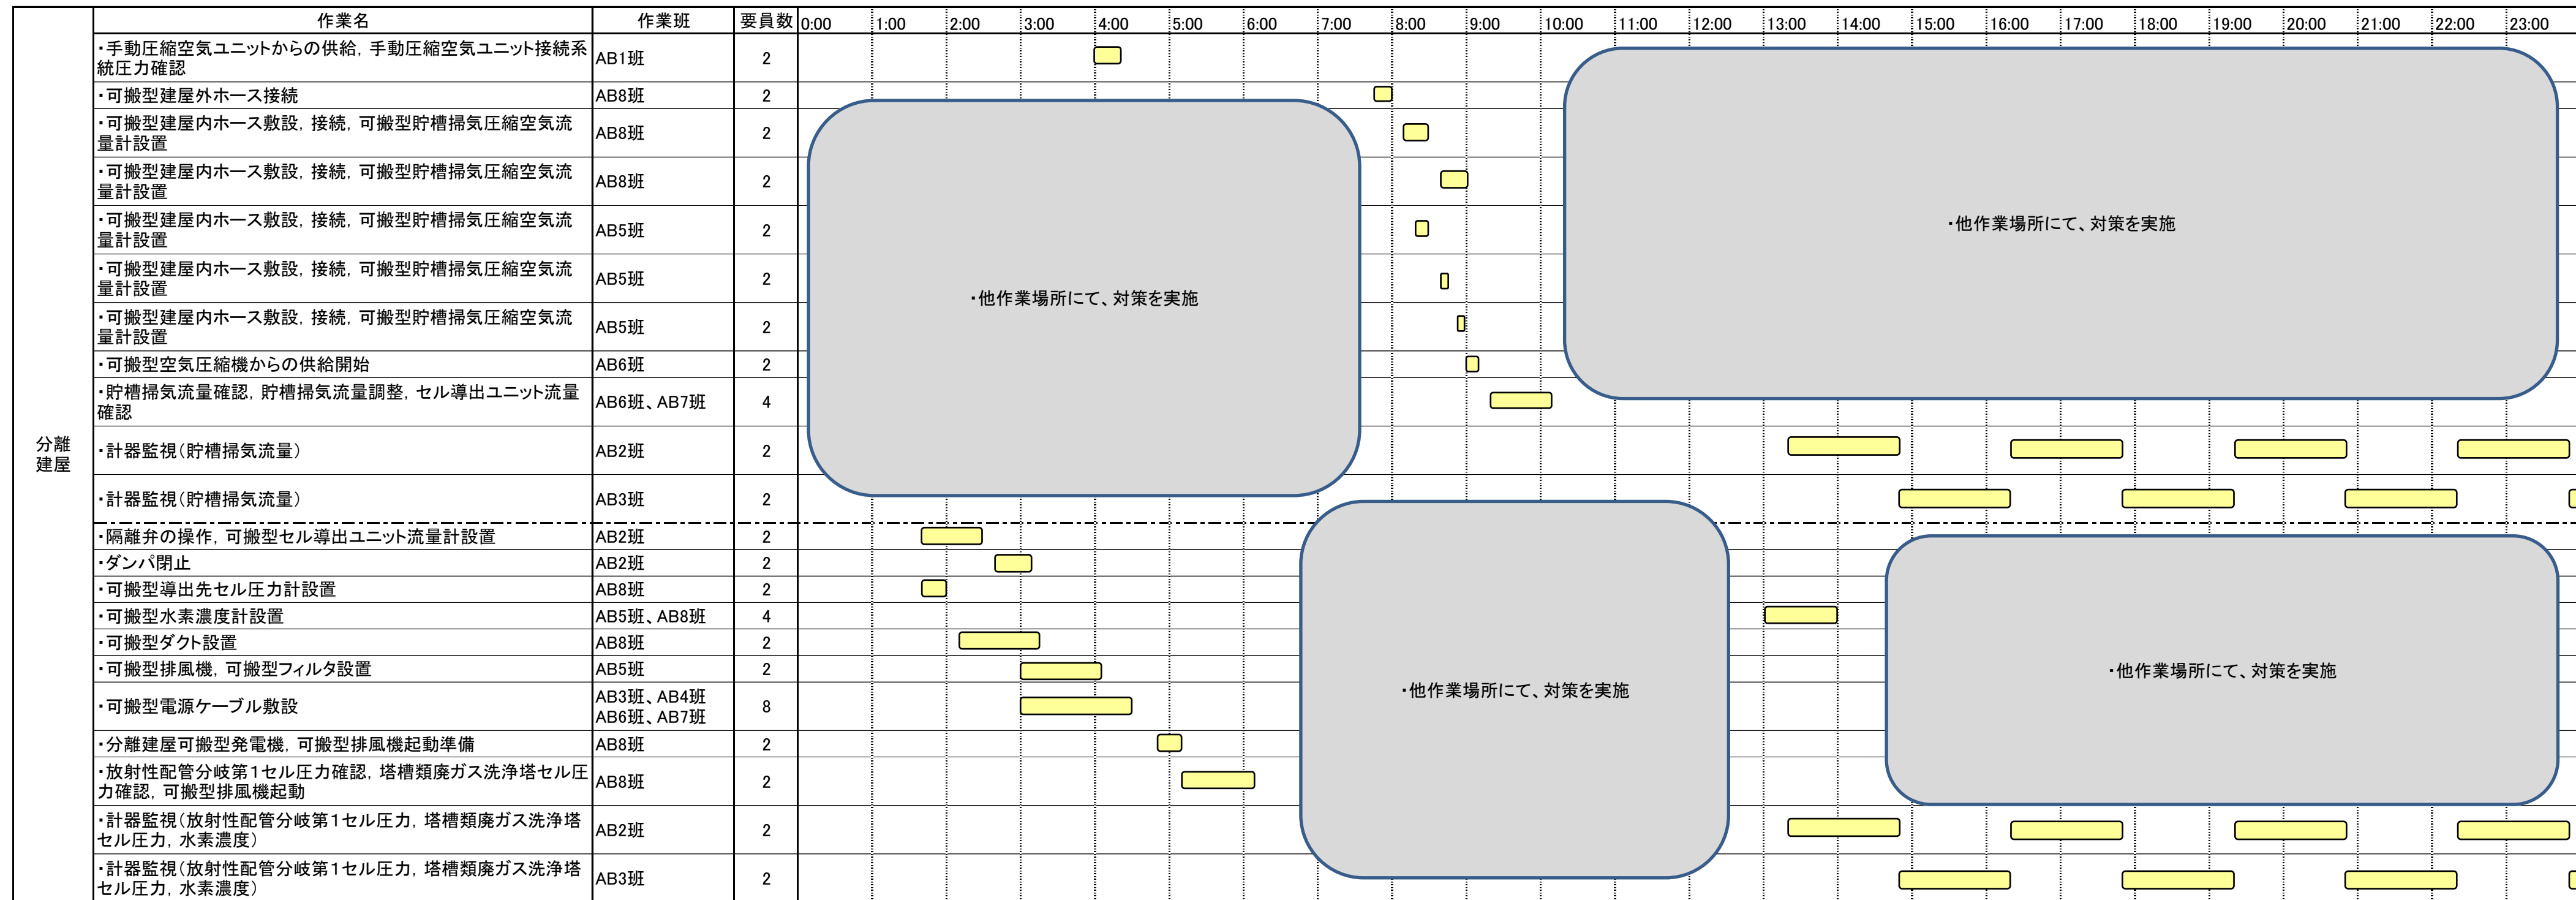 作業名 作業班 要員数 0:00 1:00 2:00 3:00 4:00 5:00 6:00 7:00 8:00 9:00 10:00 11:00 12:00 13:00 14:00 15:00 16:00 17:00 18:00 19:00 20:00 21:00 22:00 23:00
分離
建屋
・手動圧縮空気ユニットからの供給，手動圧縮空気ユニット接続系
統圧力確認
AB1班 2
・可搬型建屋外ホース接続 AB8班 2
・可搬型建屋内ホース敷設，接続，可搬型貯槽掃気圧縮空気流
量計設置
AB8班 2
・可搬型建屋内ホース敷設，接続，可搬型貯槽掃気圧縮空気流
量計設置
AB8班 2
・可搬型建屋内ホース敷設，接続，可搬型貯槽掃気圧縮空気流
量計設置
AB5班 2
・可搬型建屋内ホース敷設，接続，可搬型貯槽掃気圧縮空気流
量計設置
AB5班 2
・可搬型建屋内ホース敷設，接続，可搬型貯槽掃気圧縮空気流
量計設置
AB5班 2
・可搬型空気圧縮機からの供給開始 AB6班 2
・貯槽掃気流量確認，貯槽掃気流量調整，セル導出ユニット流量
確認
AB6班、AB7班 4
・計器監視（貯槽掃気流量） AB2班 2
・計器監視（貯槽掃気流量） AB3班 2
・隔離弁の操作，可搬型セル導出ユニット流量計設置 AB2班 2
・ダンパ閉止 AB2班 2
・可搬型導出先セル圧力計設置 AB8班 2
・可搬型水素濃度計設置 AB5班、AB8班 4
・可搬型ダクト設置 AB8班 2
・可搬型排風機，可搬型フィルタ設置 AB5班 2
・可搬型電源ケーブル敷設
AB3班、AB4班
AB6班、AB7班
8
・分離建屋可搬型発電機，可搬型排風機起動準備 AB8班 2
・放射性配管分岐第１セル圧力確認，塔槽類廃ガス洗浄塔セル圧
力確認，可搬型排風機起動
AB8班 2
・計器監視（放射性配管分岐第１セル圧力，塔槽類廃ガス洗浄塔
セル圧力，水素濃度）
AB2班 2
・計器監視（放射性配管分岐第１セル圧力，塔槽類廃ガス洗浄塔
セル圧力，水素濃度）
AB3班 2
・他作業場所にて、対策を実施
・他作業場所にて、対策を実施
・他作業場所にて、対策を実施
・他作業場所にて、対策を実施